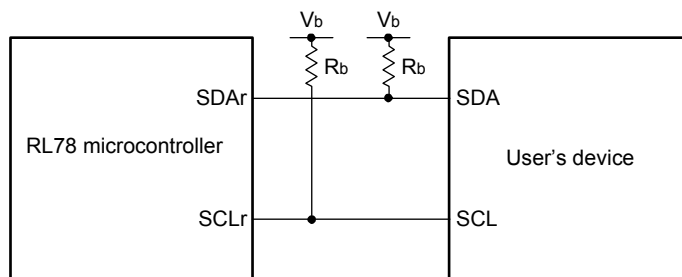 Vb Vb
Rb Rb
SDAr SDA
RL78 microcontroller User's device
SCLr SCL